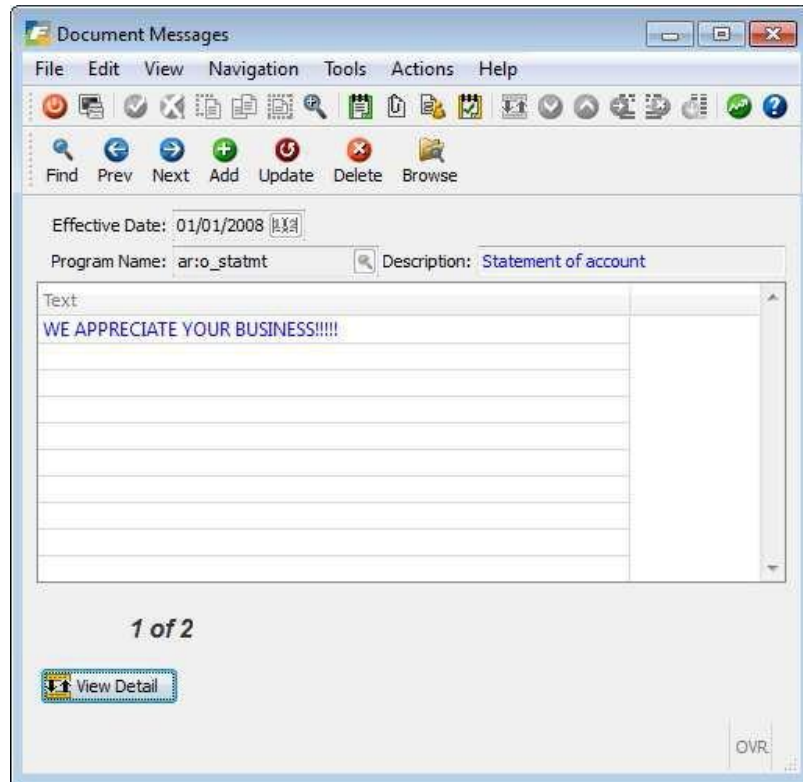 Document Messages
File Edit View Navigation Tools Actions Help
Find Prev Next Add Update Delete Browse
Effective Date: 01/01/2008
Program Name: ar:o_statmt Description: Statement of account
Text
WE APPRECIATE YOUR BUSINESS!!!!!
1 of 2
View Detail
OVR